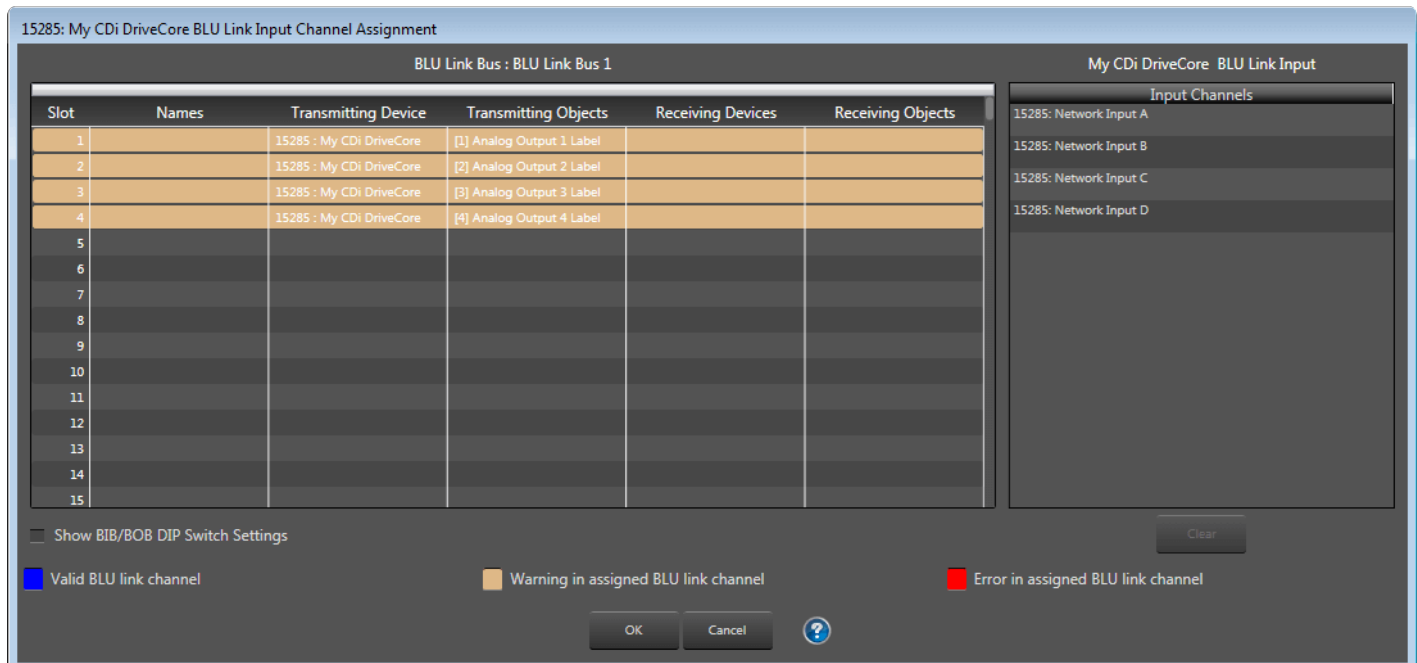 15285: My CDi DriveCore BLU Link Input Channel Assignment
BLU Link Bus : BLU Link Bus 1
My CDi DriveCore BLU Link Input
Slot Names Transmitting Device Transmitting Objects Receiving Devices Receiving Objects
1 15285 : My CDi DriveCore [1] Analog Output 1 Label
2 15285 : My CDi DriveCore [2] Analog Output 2 Label
3 15285 : My CDi DriveCore [3] Analog Output 3 Label
4 15285 : My CDi DriveCore [4] Analog Output 4 Label
5
6
7
8
9
10
11
12
13
14
15
Input Channels
15285: Network Input A
15285: Network Input B
15285: Network Input C
15285: Network Input D
Show BIB/BOB DIP Switch Settings
Clear
Valid BLU link channel
Warning in assigned BLU link channel
Error in assigned BLU link channel
OK Cancel ?